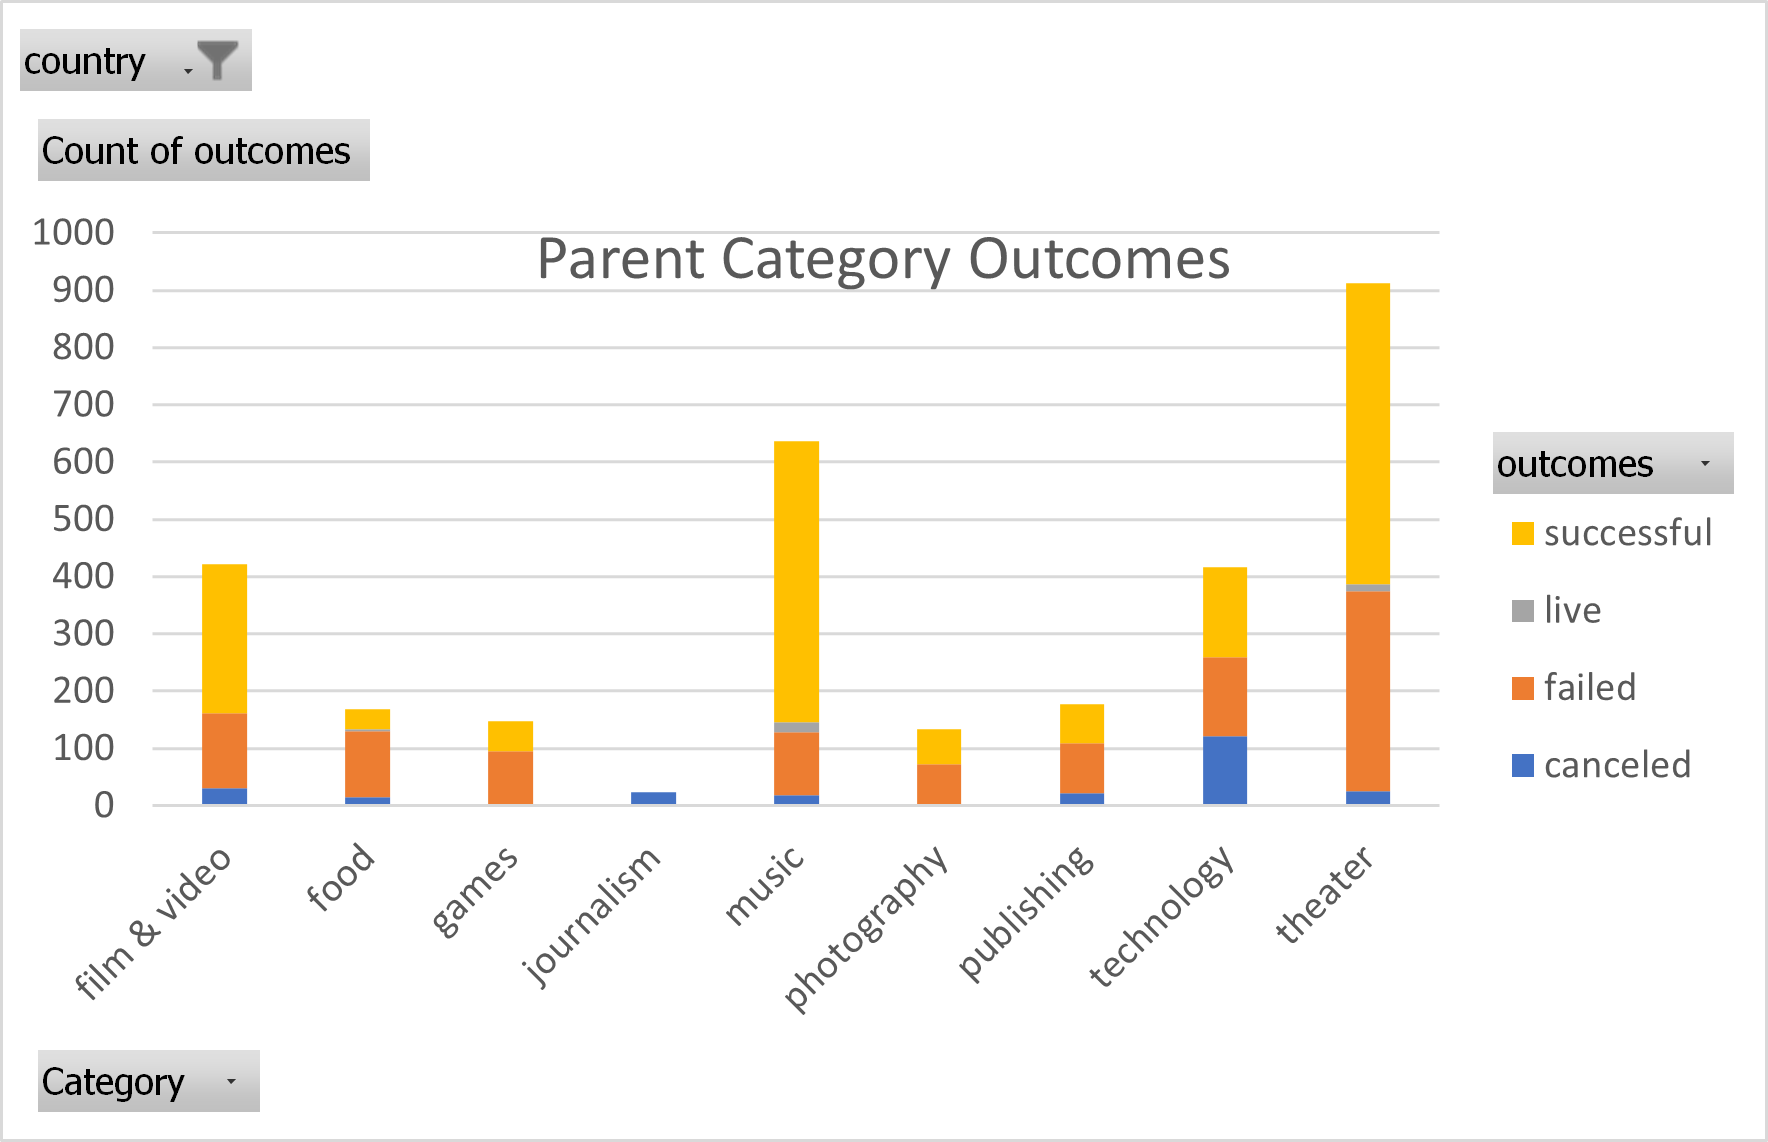 country
Count of outcomes
Parent Category Outcomes
1000
900
800
700
600
500
400
300
200
100
0
film & video
food
games
journalism
music
photography
publishing
technology
theater
outcomes
successful
live
failed
canceled
Category